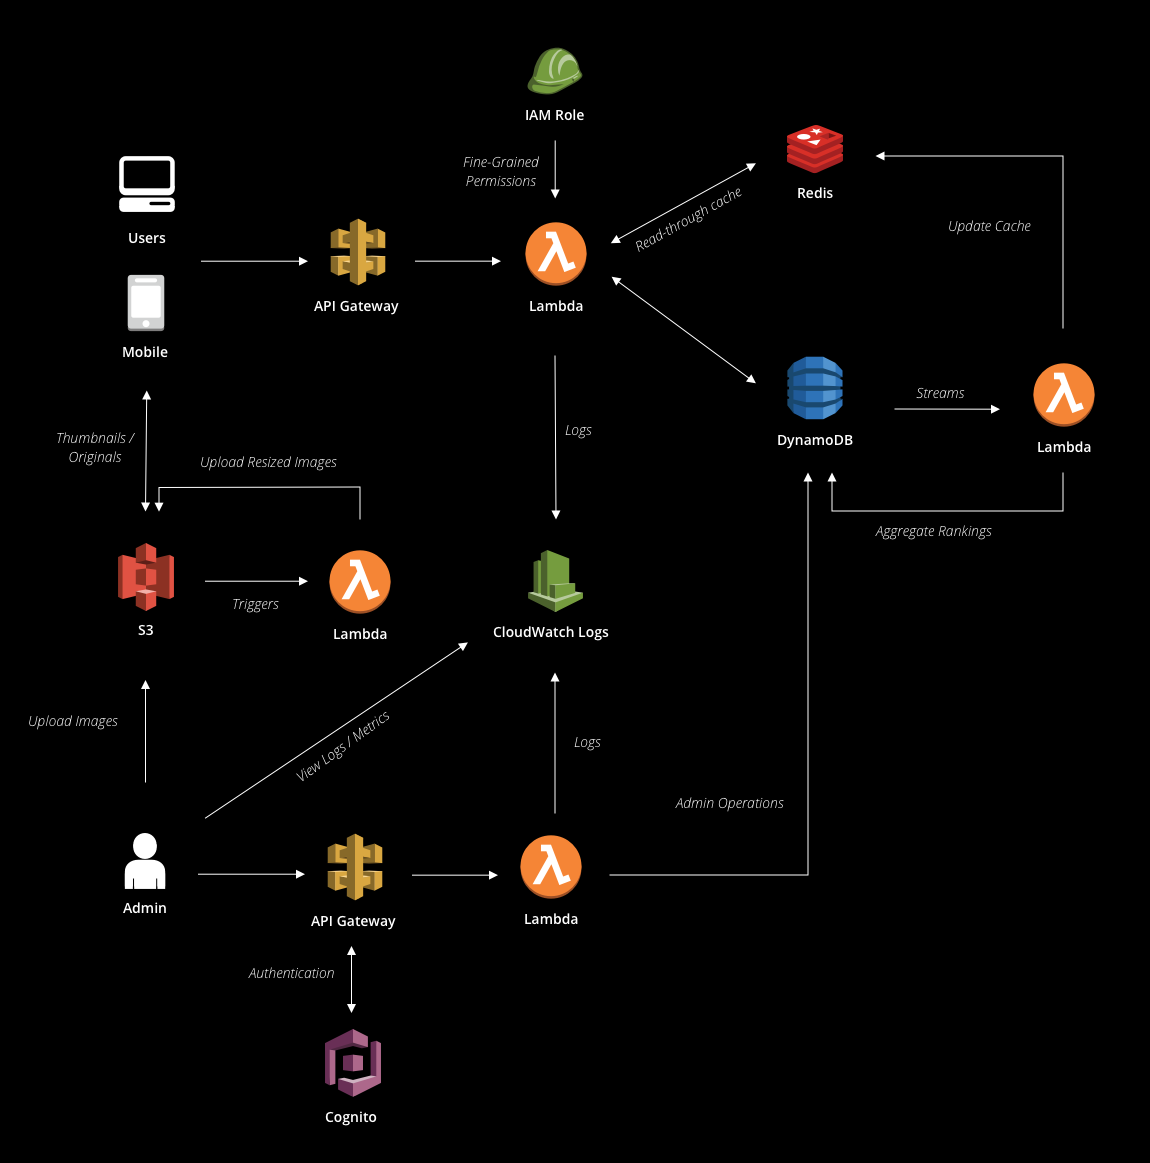 IAM Role
Fine-Grained
Permissions
Redis
Read-through cache
Update Cache
Users
API Gateway
Lambda
Mobile
DynamoDB
Streams
Lambda
Thumbnails /
Originals
Upload Resized Images
Logs
Aggregate Rankings
S3
Triggers
Lambda
CloudWatch Logs
Upload Images
View Logs / Metrics
Logs
Admin Operations
Admin
API Gateway
Lambda
Authentication
Cognito